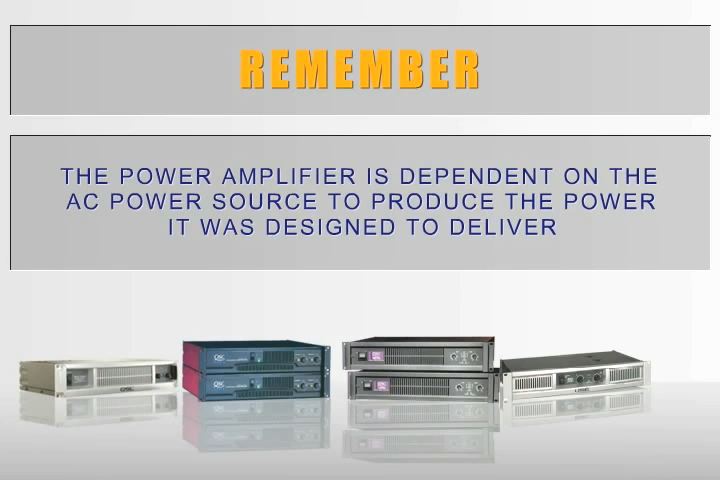 REMEMBER
THE POWER AMPLIFIER IS DEPENDENT ON THE
AC POWER SOURCE TO PRODUCE THE POWER
IT WAS DESIGNED TO DELIVER